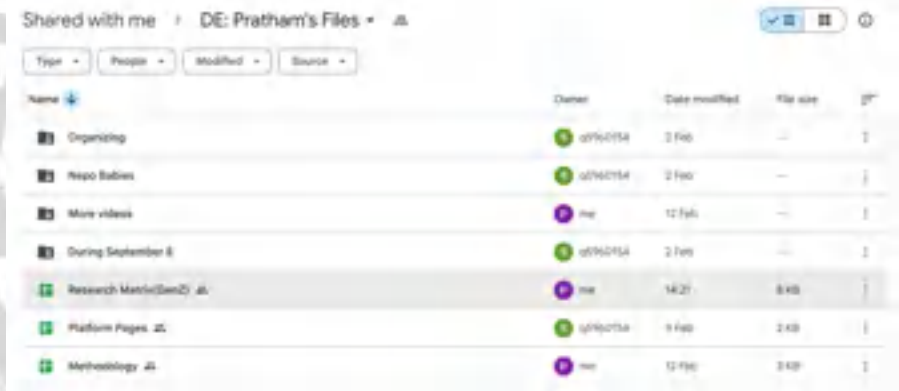 Shared with me › DE: Pratham's Files
Type People Modified Source
Name Owner Date modified File size
Organizing 2 Feb —
Nepo Babies 2 Feb —
More videos me 12 Feb —
During September 8 2 Feb —
Research Matrix(GenZ) me 14:21 8 KB
Platform Pages 9 Feb 2 KB
Methodology me 12 Feb 3 KB